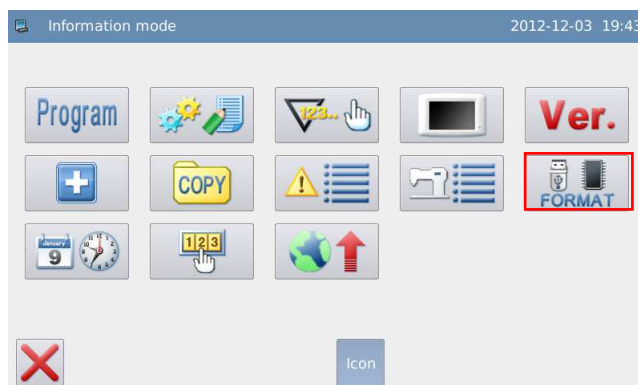 Information mode 2012-12-03 19:43
Program 123.. Ver.
COPY FORMAT
January 9 123
Icon